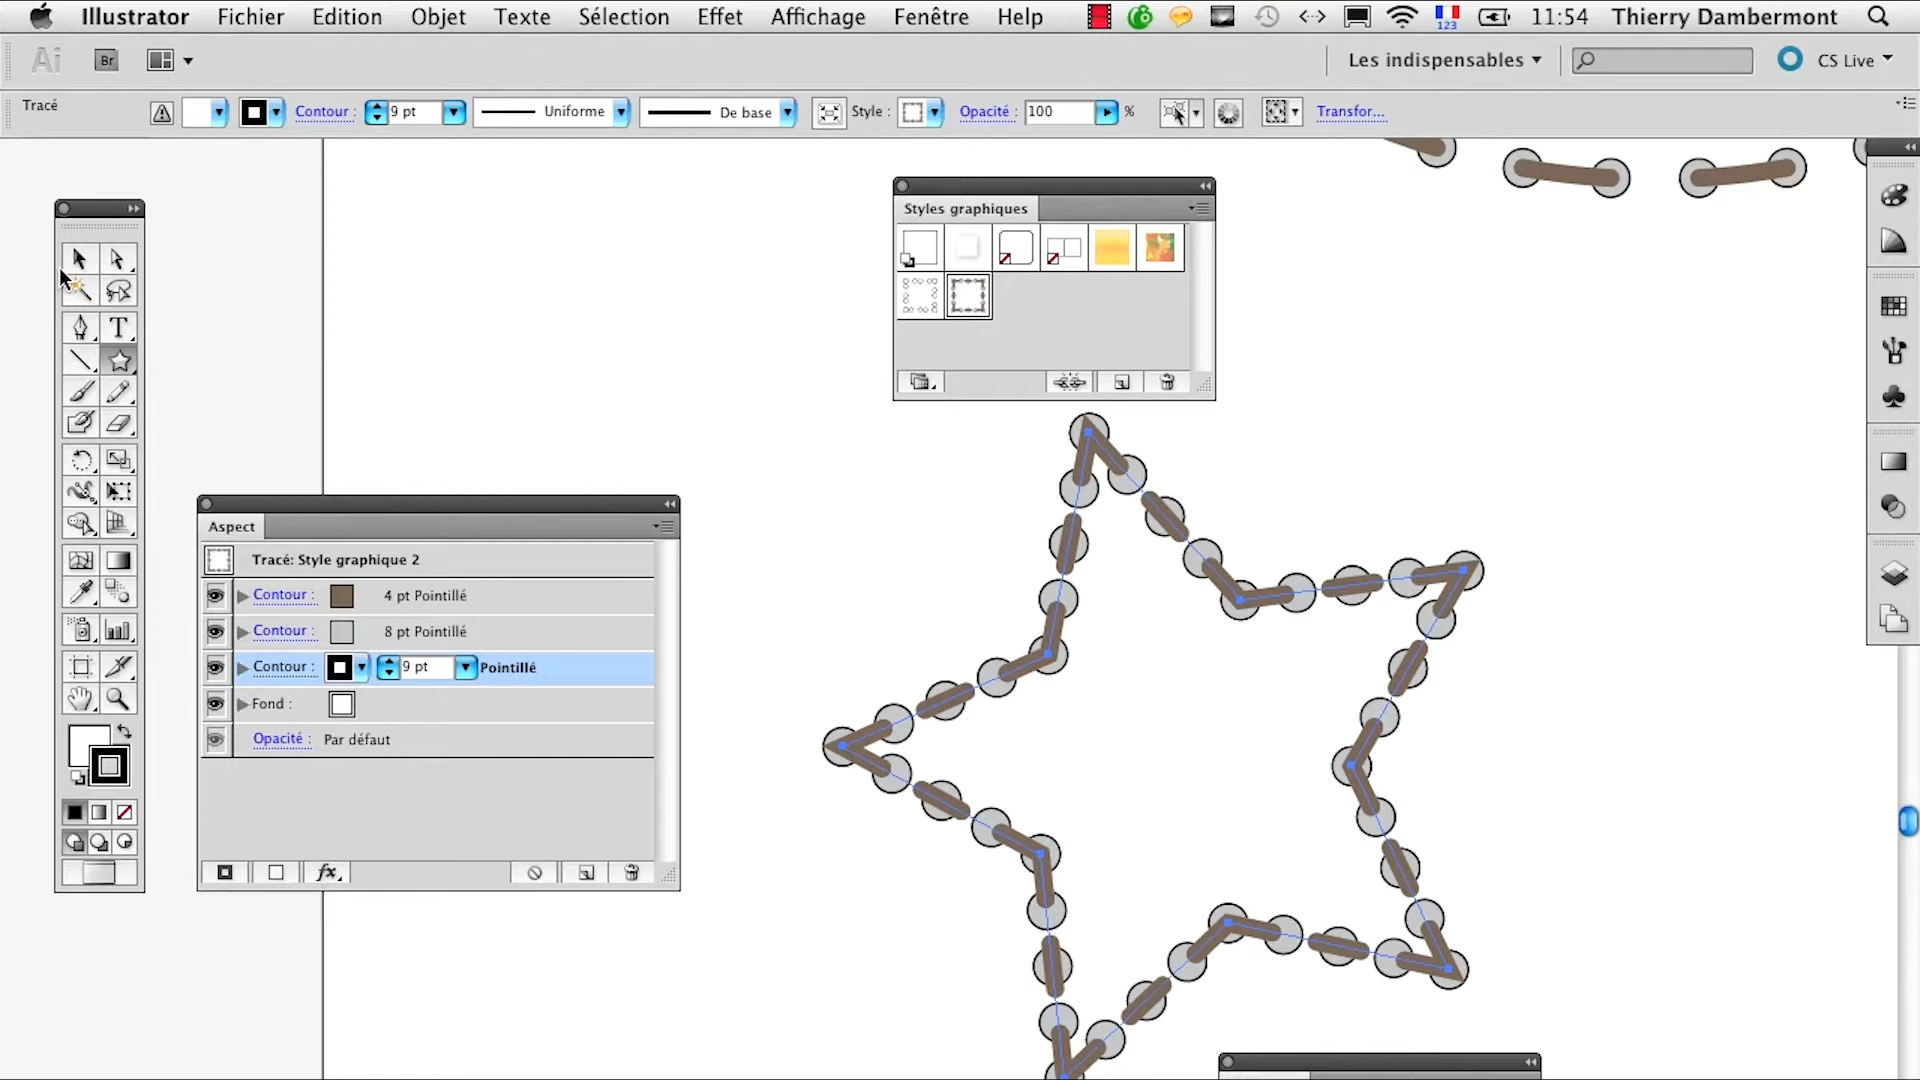 Illustrator Fichier Edition Objet Texte Sélection Effet Affichage Fenêtre Help 123 11:54 Thierry Dambermont
Ai Br Les indispensables CS Live
Tracé Contour : 9 pt Uniforme De base Style : Opacité : 100 % Transfor...
Styles graphiques
T
Aspect
Tracé: Style graphique 2
Contour : 4 pt Pointillé
Contour : 8 pt Pointillé
Contour : 9 pt Pointillé
Fond :
Opacité : Par défaut
fx